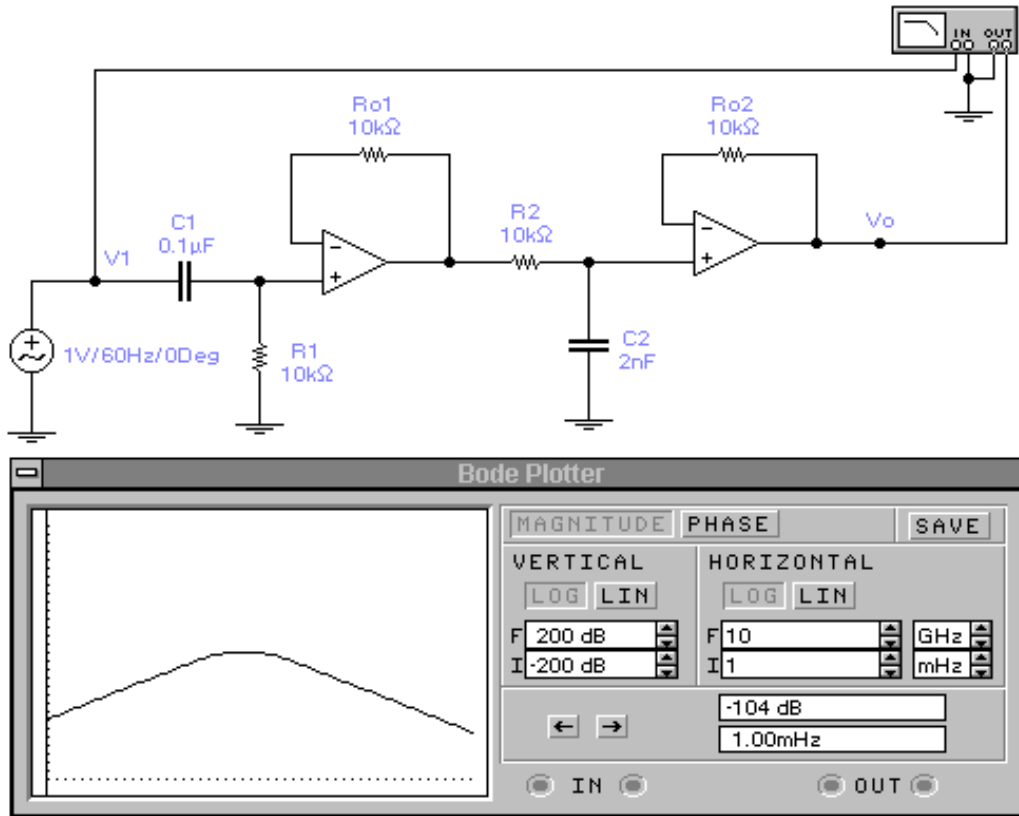 IN OUT
Ro1
10kΩ
Ro2
10kΩ
C1
0.1µF
R2
10kΩ
V1
Vo
1V/60Hz/0Deg
R1
10kΩ
C2
2nF
Bode Plotter
MAGNITUDE PHASE SAVE
VERTICAL HORIZONTAL
LOG LIN LOG LIN
F 200 dB F 10 GHz
I -200 dB I 1 mHz
← → -104 dB
1.00mHz
IN OUT